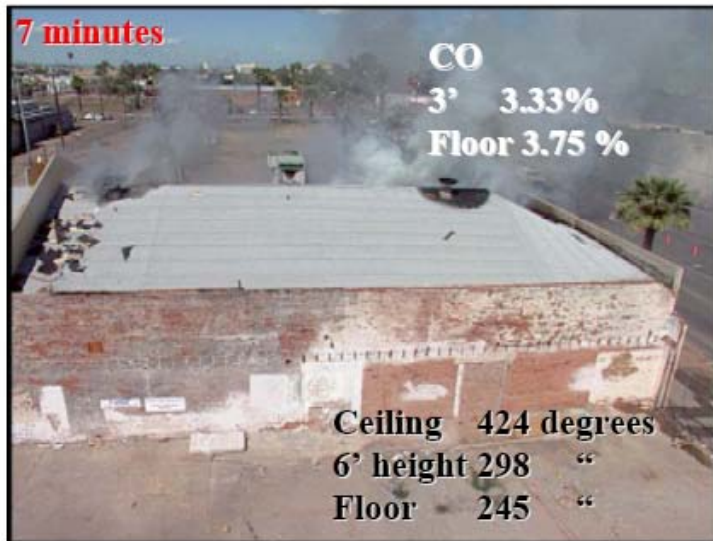 7 minutes
CO
3' 3.33%
Floor 3.75 %
Ceiling 424 degrees
6' height 298 “
Floor 245 “